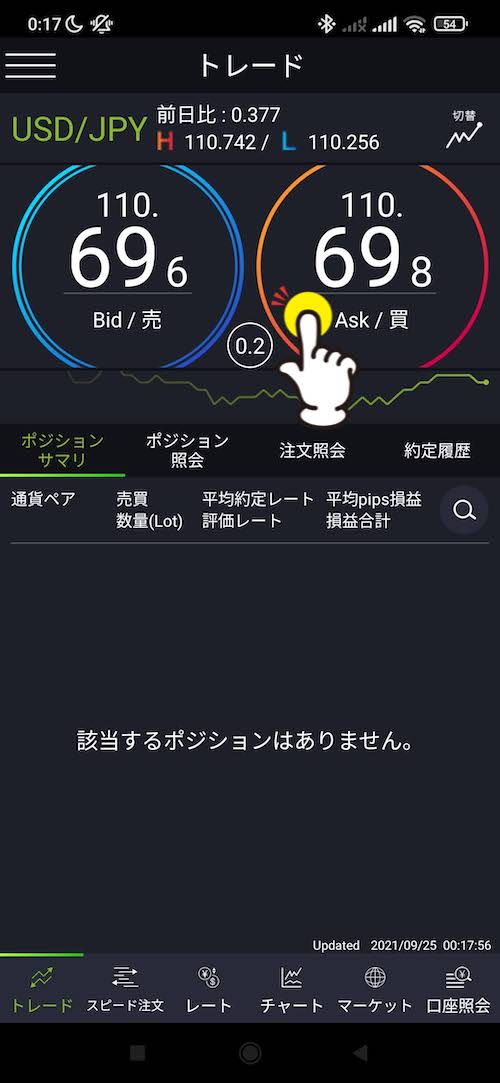 0:17
54
トレード
USD/JPY
前日比 : 0.377
H 110.742 / L 110.256
切替
110.
69 6
Bid / 売
110.
69 8
Ask / 買
0.2
ポジション
サマリ
ポジション
照会
注文照会
約定履歴
通貨ペア
売買
数量(Lot)
平均約定レート
評価レート
平均pips損益
損益合計
該当するポジションはありません。
Updated 2021/09/25 00:17:56
トレード
スピード注文
レート
チャート
マーケット
口座照会